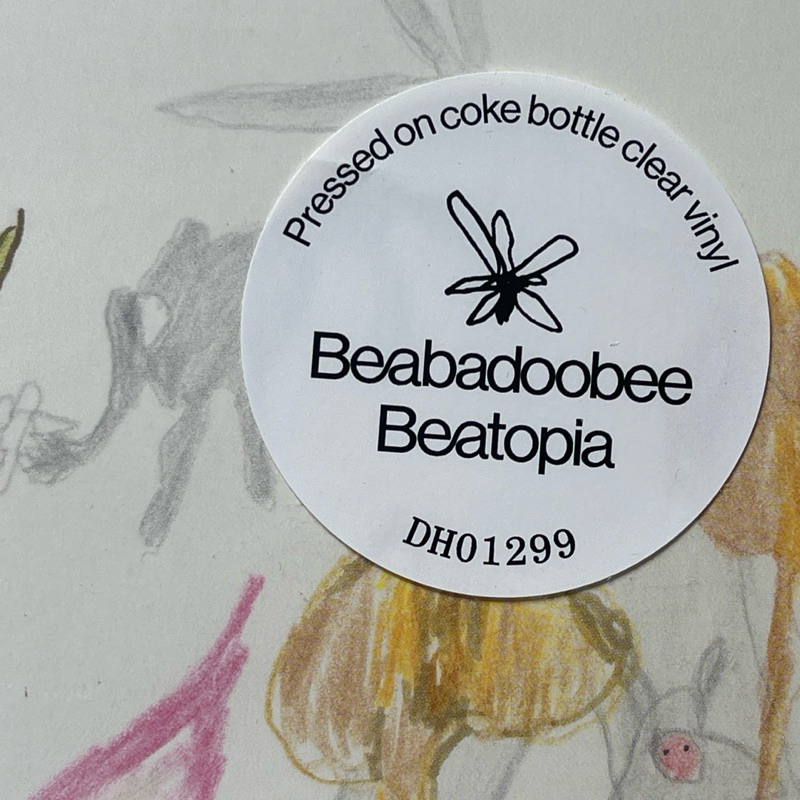 Pressed on coke bottle clear vinyl
Beabadoobee
Beatopia
DH01299